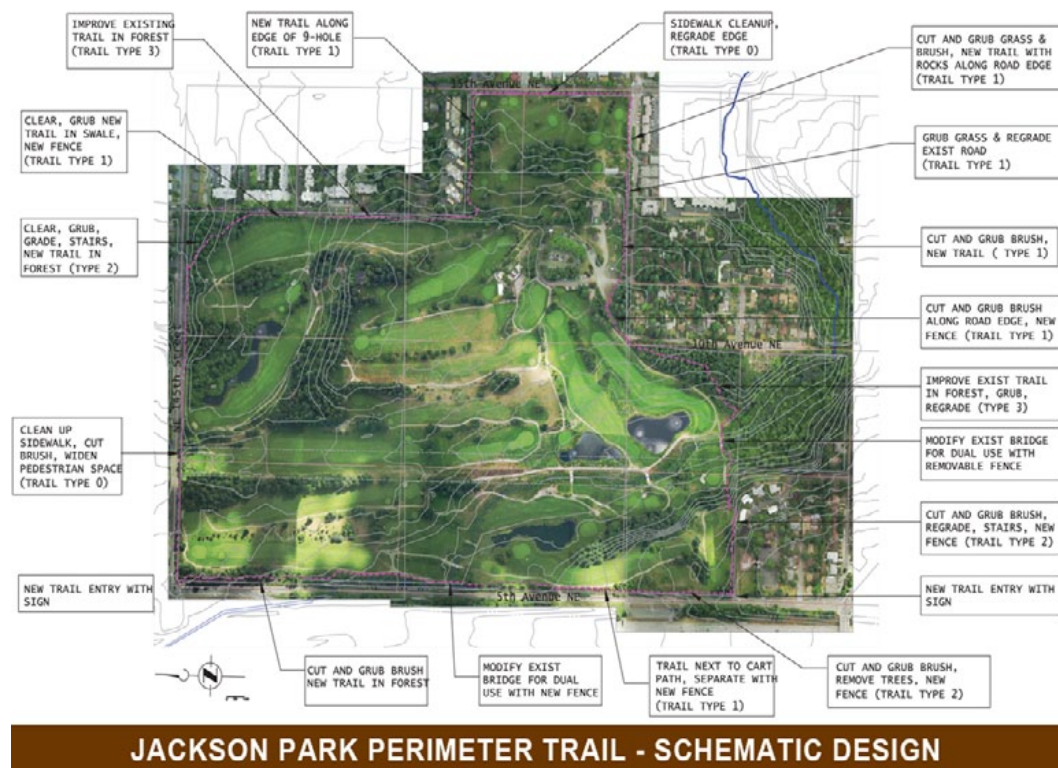 IMPROVE EXISTING
TRAIL IN FOREST
(TRAIL TYPE 3)
NEW TRAIL ALONG
EDGE OF 9-HOLE
(TRAIL TYPE 1)
SIDEWALK CLEANUP,
REGRADE EDGE
(TRAIL TYPE 0)
CUT AND GRUB GRASS &
BRUSH, NEW TRAIL WITH
ROCKS ALONG ROAD EDGE
(TRAIL TYPE 1)
15th Avenue NE
CLEAR, GRUB NEW
TRAIL IN SWALE,
NEW FENCE
(TRAIL TYPE 1)
GRUB GRASS & REGRADE
EXIST ROAD
(TRAIL TYPE 1)
CLEAR, GRUB,
GRADE, STAIRS,
NEW TRAIL IN
FOREST (TYPE 2)
CUT AND GRUB BRUSH,
NEW TRAIL ( TYPE 1)
CUT AND GRUB BRUSH
ALONG ROAD EDGE, NEW
FENCE (TRAIL TYPE 1)
10th Avenue NE
NE 145th Street
IMPROVE EXIST TRAIL
IN FOREST, GRUB,
REGRADE (TYPE 3)
CLEAN UP
SIDEWALK, CUT
BRUSH, WIDEN
PEDESTRIAN SPACE
(TRAIL TYPE 0)
MODIFY EXIST BRIDGE
FOR DUAL USE WITH
REMOVABLE FENCE
CUT AND GRUB BRUSH,
REGRADE, STAIRS, NEW
FENCE (TRAIL TYPE 2)
NEW TRAIL ENTRY WITH
SIGN
5th Avenue NE
NEW TRAIL ENTRY WITH
SIGN
CUT AND GRUB BRUSH
NEW TRAIL IN FOREST
MODIFY EXIST
BRIDGE FOR DUAL
USE WITH NEW FENCE
TRAIL NEXT TO CART
PATH, SEPARATE WITH
NEW FENCE
(TRAIL TYPE 1)
CUT AND GRUB BRUSH,
REMOVE TREES, NEW
FENCE (TRAIL TYPE 2)
JACKSON PARK PERIMETER TRAIL - SCHEMATIC DESIGN